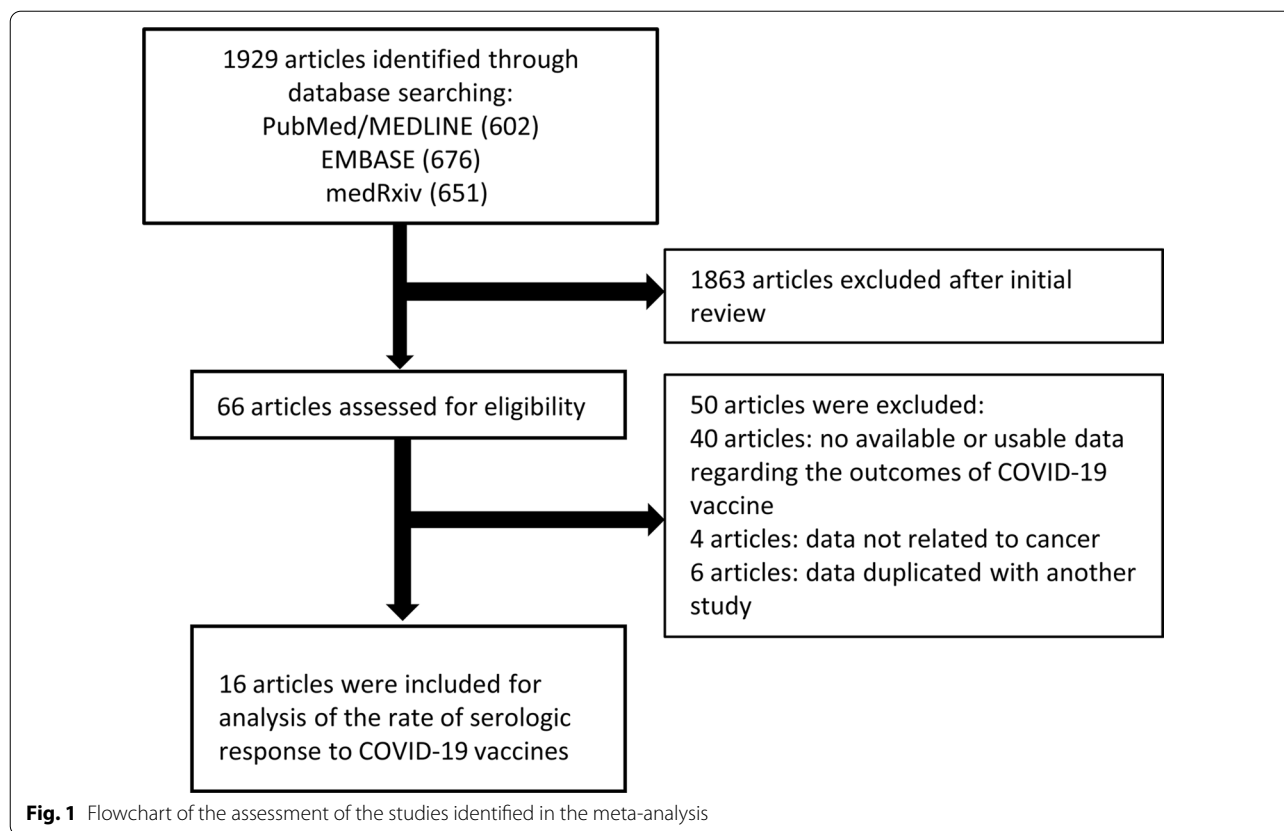 1929 articles identified through
database searching:
PubMed/MEDLINE (602)
EMBASE (676)
medRxiv (651)
1863 articles excluded after initial
review
66 articles assessed for eligibility
50 articles were excluded:
40 articles: no available or usable data
regarding the outcomes of COVID-19
vaccine
4 articles: data not related to cancer
6 articles: data duplicated with another
study
16 articles were included for
analysis of the rate of serologic
response to COVID-19 vaccines
Fig. 1 Flowchart of the assessment of the studies identified in the meta-analysis